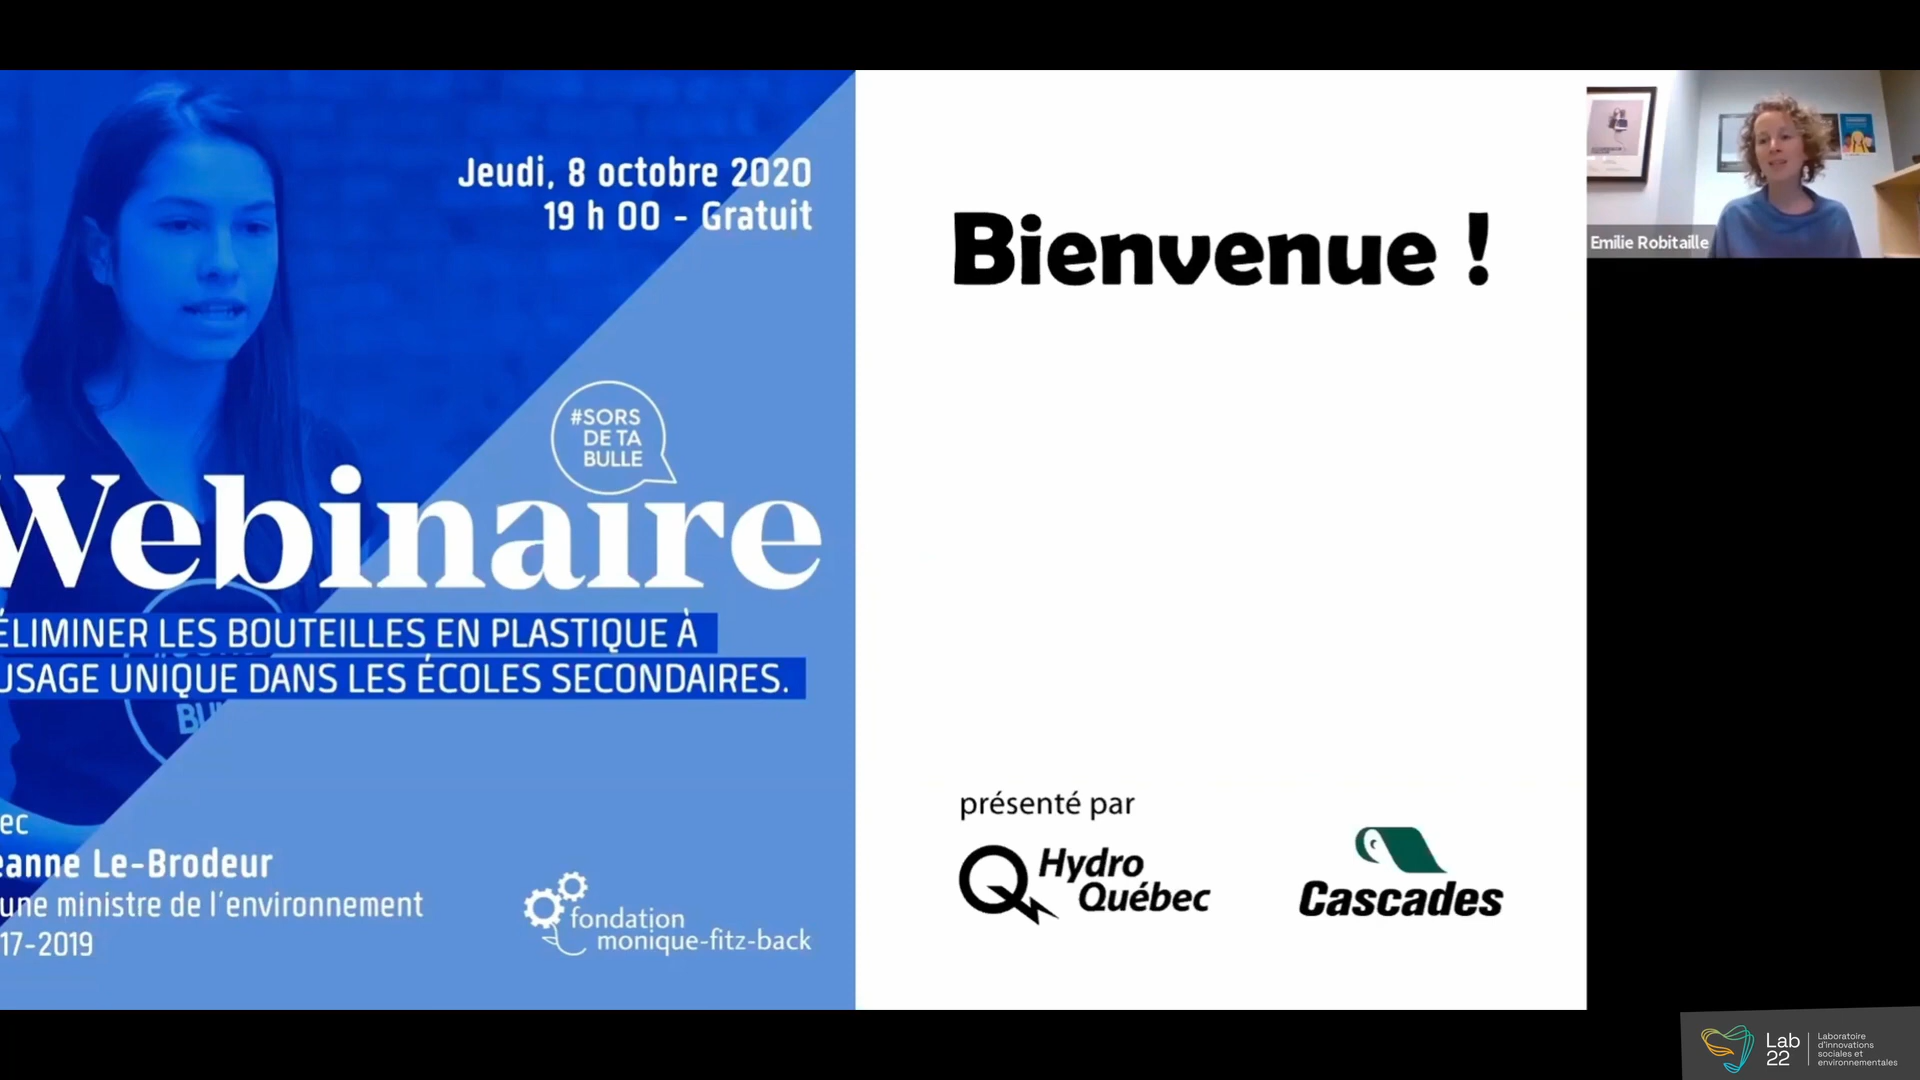 Jeudi, 8 octobre 2020
19 h 00 - Gratuit
#SORS
DE TA
BULLE
Webinaire
ÉLIMINER LES BOUTEILLES EN PLASTIQUE À
USAGE UNIQUE DANS LES ÉCOLES SECONDAIRES.
ec
eanne Le-Brodeur
une ministre de l'environnement
17-2019
fondation
monique-fitz-back
Bienvenue !
présenté par
Hydro
Québec
Cascades
Emilie Robitaille
Lab
22
Laboratoire
d'innovations
sociales et
environnementales